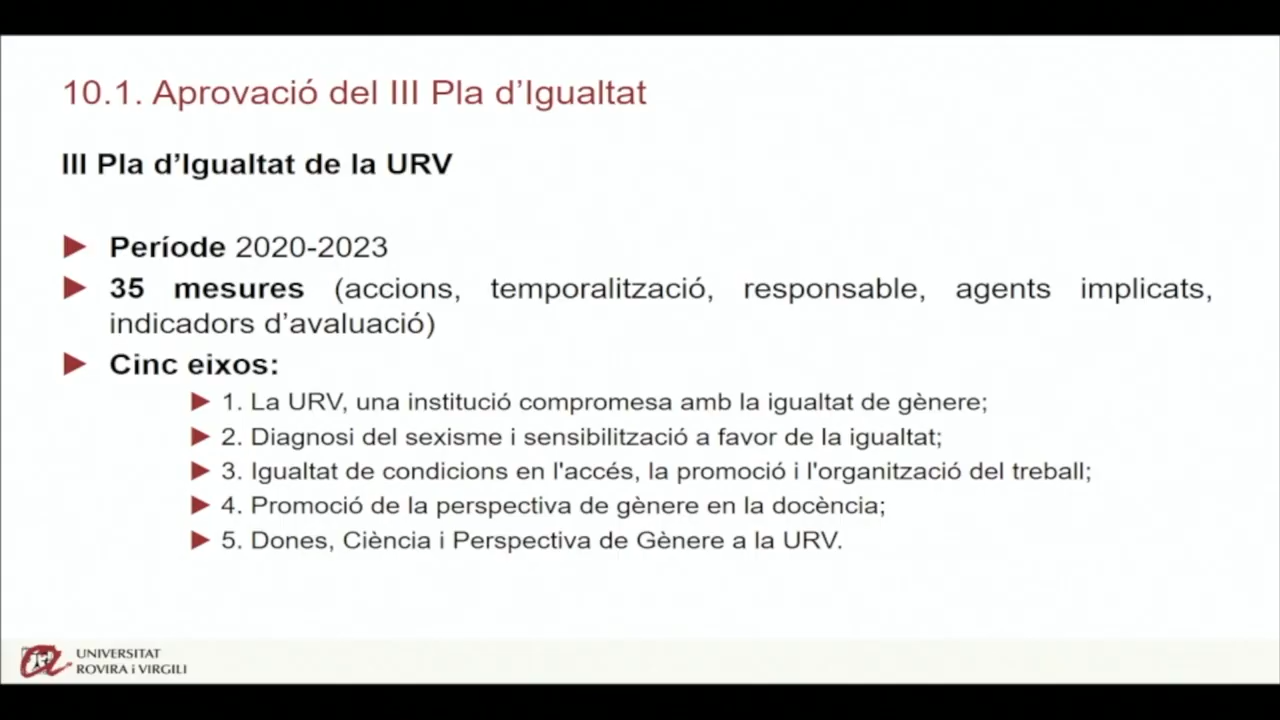 10.1. Aprovació del III Pla d’Igualtat
III Pla d’Igualtat de la URV
Període 2020-2023
35 mesures (accions, temporalització, responsable, agents implicats,
indicadors d’avaluació)
Cinc eixos:
1. La URV, una institució compromesa amb la igualtat de gènere;
2. Diagnosi del sexisme i sensibilització a favor de la igualtat;
3. Igualtat de condicions en l'accés, la promoció i l'organització del treball;
4. Promoció de la perspectiva de gènere en la docència;
5. Dones, Ciència i Perspectiva de Gènere a la URV.
UNIVERSITAT
ROVIRA i VIRGILI